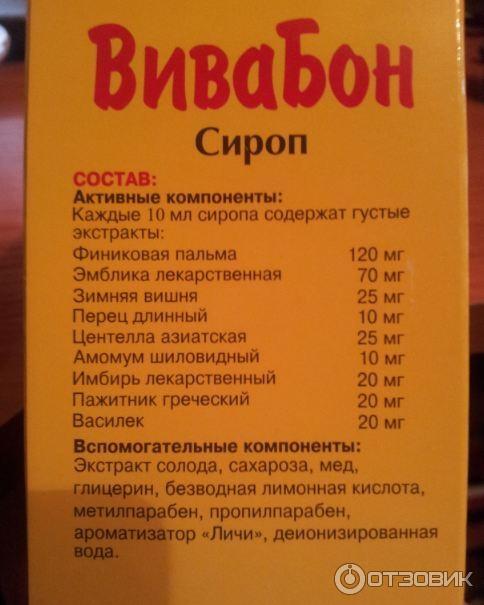 ВиваБон
Сироп
СОСТАВ:
Активные компоненты:
Каждые 10 мл сиропа содержат густые
экстракты:
Финиковая пальма 120 мг
Эмблика лекарственная 70 мг
Зимняя вишня 25 мг
Перец длинный 10 мг
Центелла азиатская 25 мг
Амомум шиловидный 10 мг
Имбирь лекарственный 20 мг
Пажитник греческий 20 мг
Василек 20 мг
Вспомогательные компоненты:
Экстракт солода, сахароза, мед,
глицерин, безводная лимонная кислота,
метилпарабен, пропилпарабен,
ароматизатор «Личи», деионизированная
вода.
ОТЗОВИК